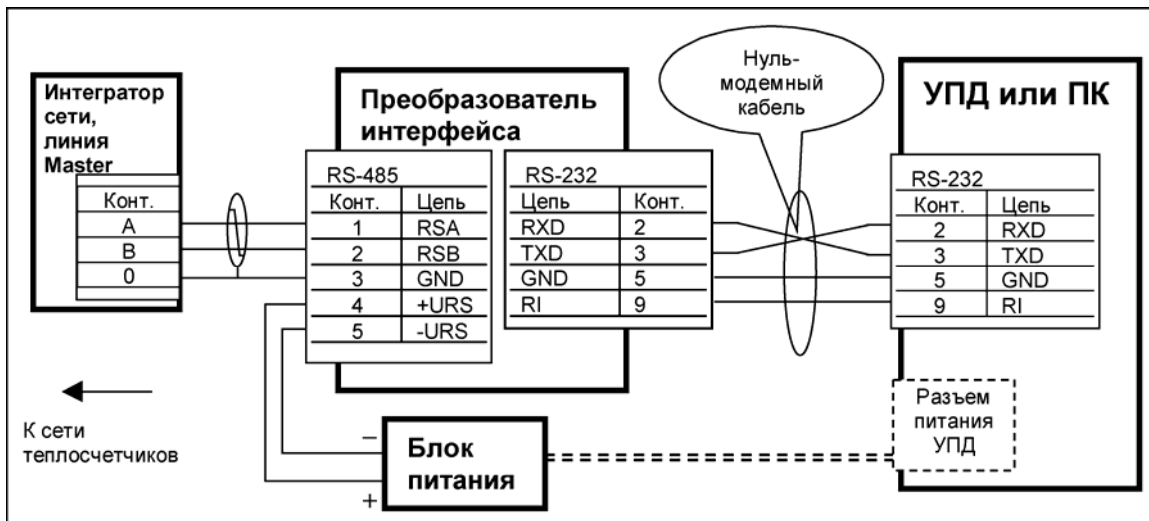 Интегратор
сети,
линия
Master
Конт.
A
B
0
К сети
теплосчетчиков
Преобразователь
интерфейса
RS-485
Конт. Цепь
1 RSA
2 RSB
3 GND
4 +URS
5 -URS
RS-232
Цепь Конт.
RXD 2
TXD 3
GND 5
RI 9
Нуль-
модемный
кабель
УПД или ПК
RS-232
Конт. Цепь
2 RXD
3 TXD
5 GND
9 RI
Разъем
питания
УПД
–
Блок
питания
+